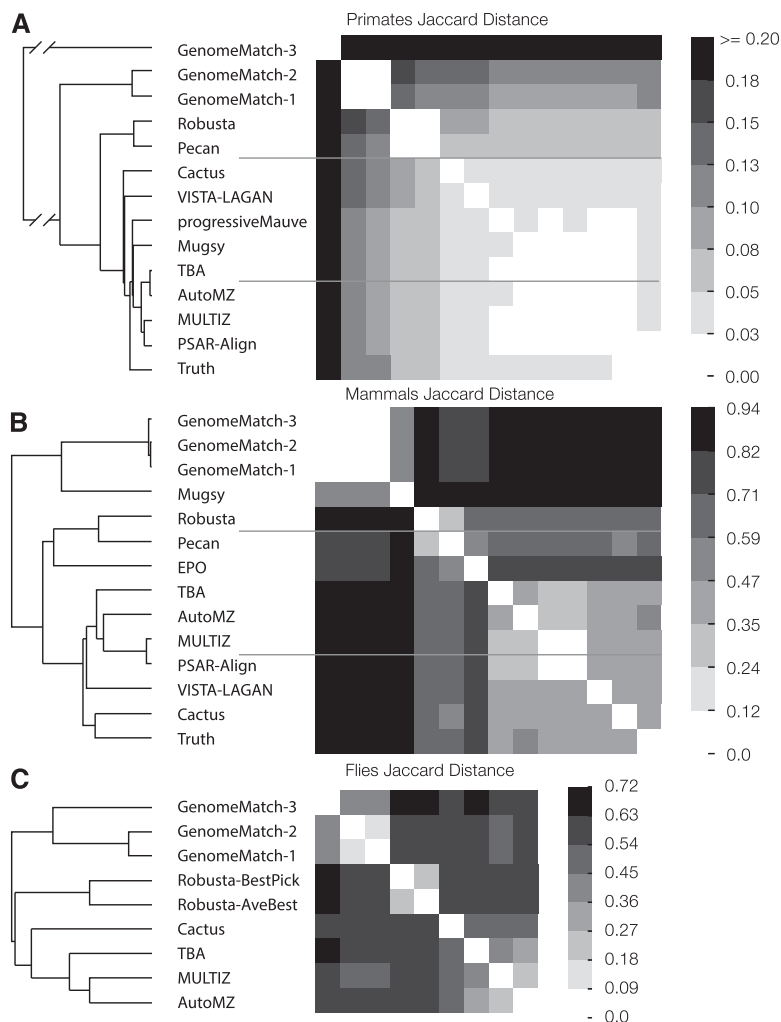 A
Primates Jaccard Distance
GenomeMatch-3
GenomeMatch-2
GenomeMatch-1
Robusta
Pecan
Cactus
VISTA-LAGAN
progressiveMauve
Mugsy
TBA
AutoMZ
MULTIZ
PSAR-Align
Truth
>= 0.20
0.18
0.15
0.13
0.10
0.08
0.05
0.03
0.00
B
Mammals Jaccard Distance
GenomeMatch-3
GenomeMatch-2
GenomeMatch-1
Mugsy
Robusta
Pecan
EPO
TBA
AutoMZ
MULTIZ
PSAR-Align
VISTA-LAGAN
Cactus
Truth
0.94
0.82
0.71
0.59
0.47
0.35
0.24
0.12
0.0
C
Flies Jaccard Distance
GenomeMatch-3
GenomeMatch-2
GenomeMatch-1
Robusta-BestPick
Robusta-AveBest
Cactus
TBA
MULTIZ
AutoMZ
0.72
0.63
0.54
0.45
0.36
0.27
0.18
0.09
0.0